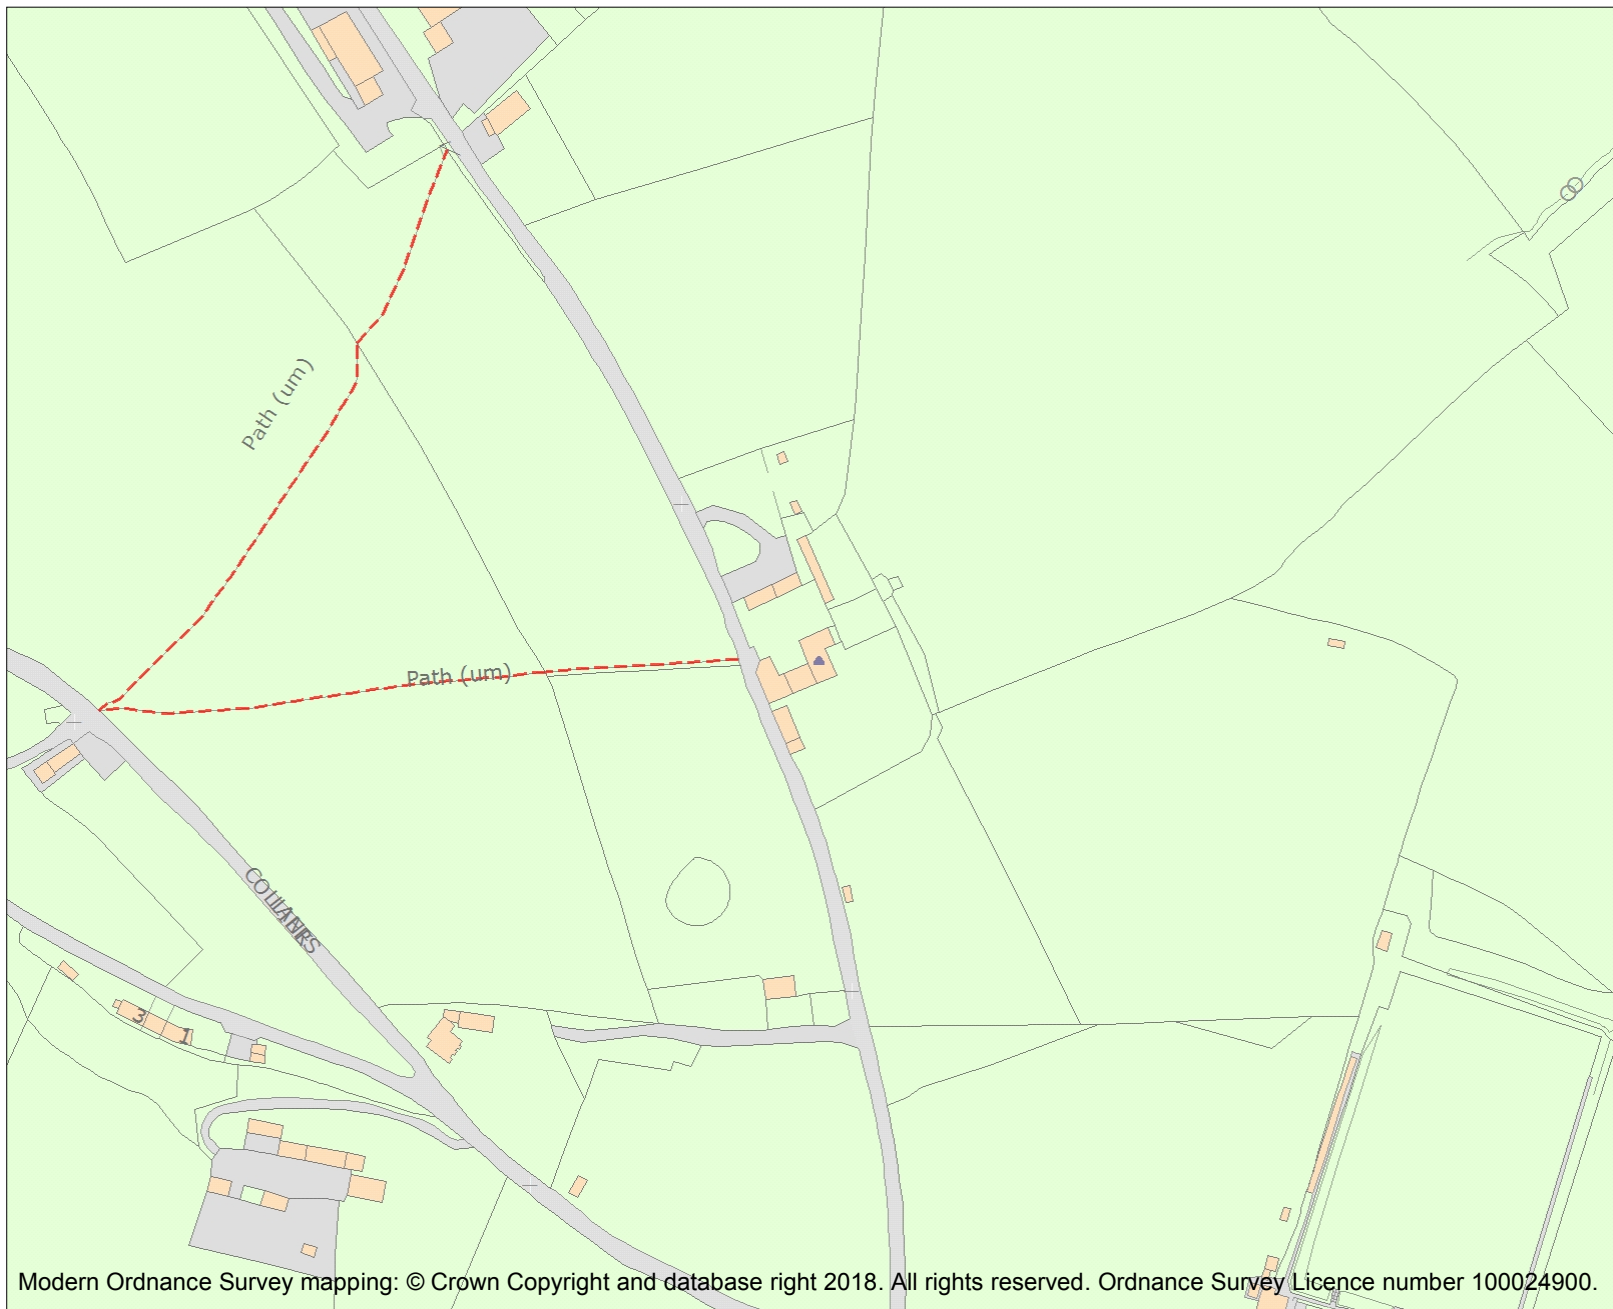 Path (um)
Path (um)
3
1
Modern Ordnance Survey mapping: © Crown Copyright and database right 2018. All rights reserved. Ordnance Survey Licence number 100024900.